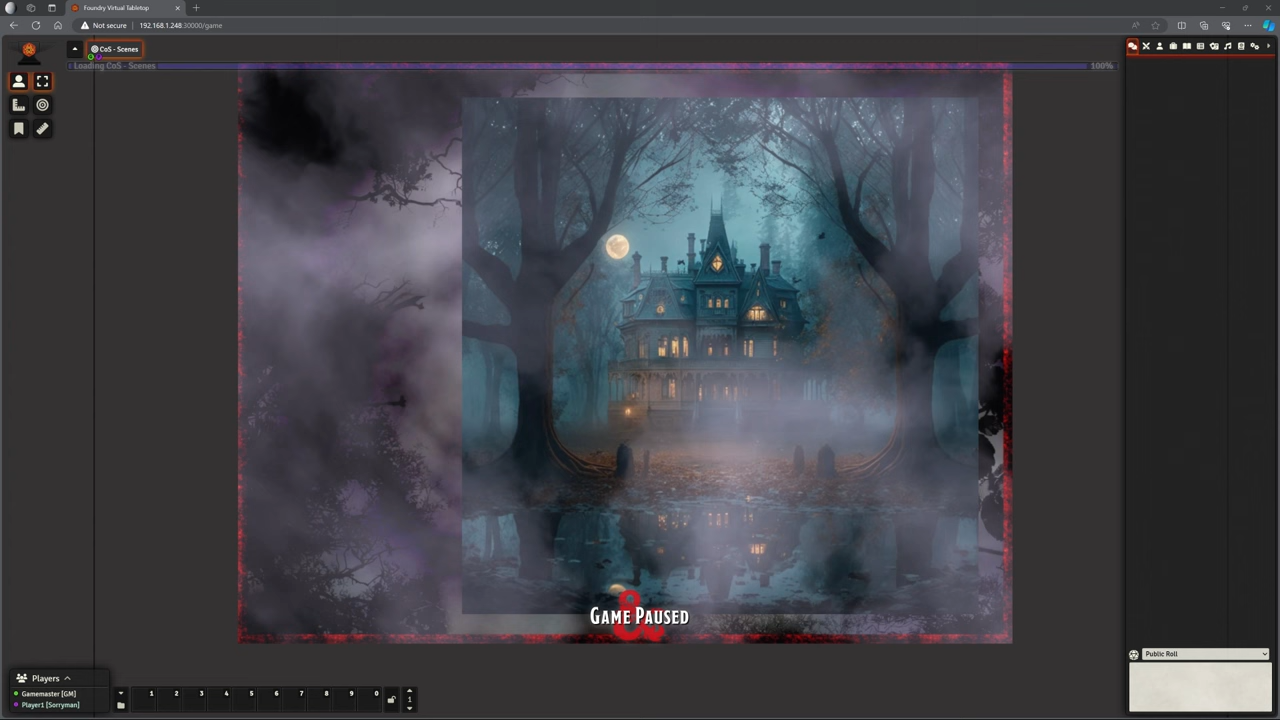 Foundry Virtual Tabletop
Not secure
192.168.1.248:30000/game
CoS - Scenes
Loading CoS - Scenes
100%
Game Paused
&
Public Roll
Players
Gamemaster [GM]
Player1 [Sorryman]
1 2 3 4 5 6 7 8 9 0
1